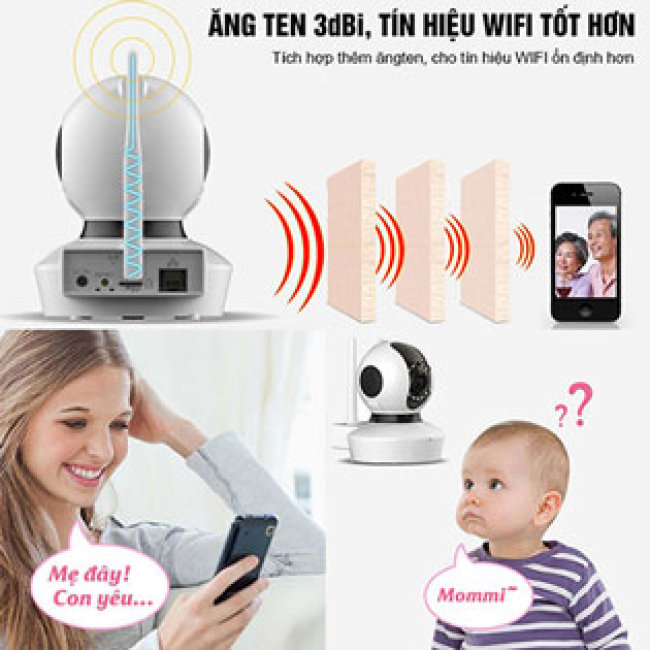 ĂNG TEN 3dBi, TÍN HIỆU WIFI TỐT HƠN
Tích hợp thêm ăngten, cho tín hiệu WIFI ổn định hơn
??
Mẹ đây!
Con yêu...
Mommi~